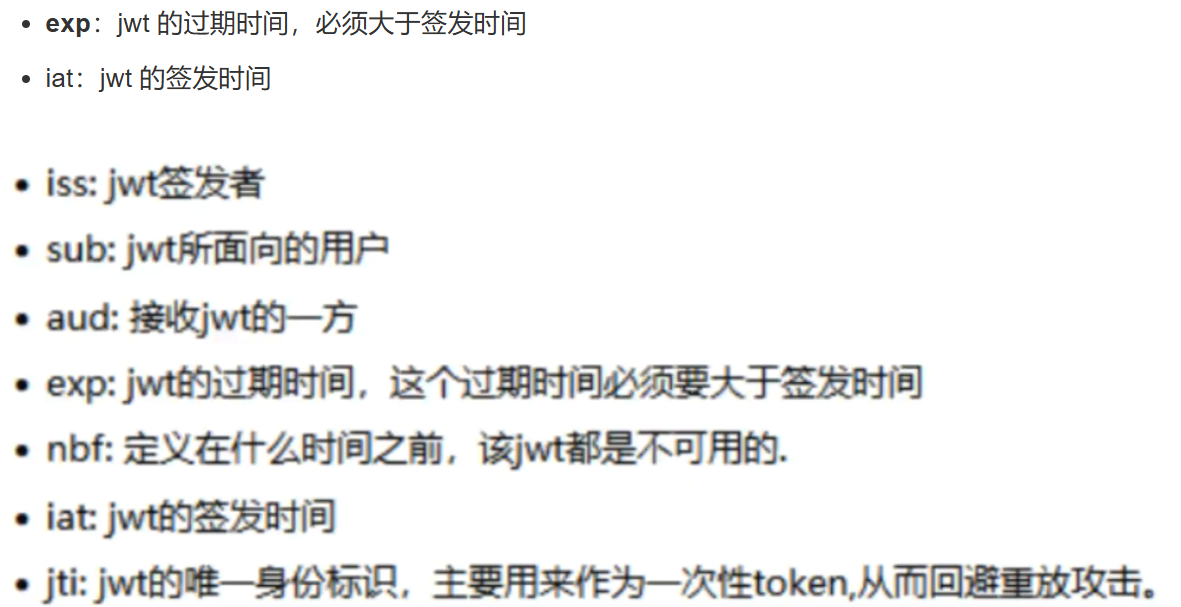 • exp：jwt 的过期时间，必须大于签发时间
• iat：jwt 的签发时间
• iss: jwt签发者
• sub: jwt所面向的用户
• aud: 接收jwt的一方
• exp: jwt的过期时间，这个过期时间必须要大于签发时间
• nbf: 定义在什么时间之前，该jwt都是不可用的.
• iat: jwt的签发时间
• jti: jwt的唯一身份标识，主要用来作为一次性token,从而回避重放攻击。